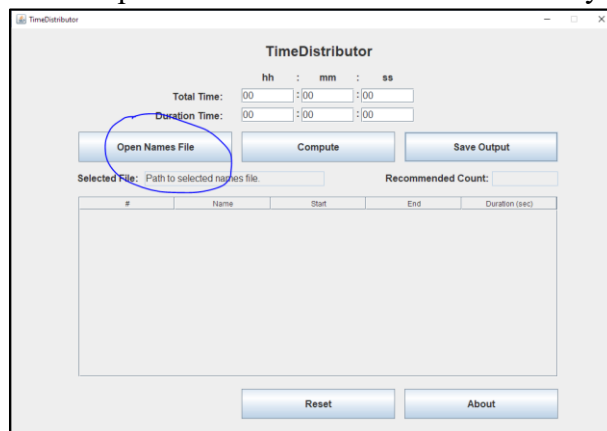 TimeDistributor
TimeDistributor
hh : mm : ss
Total Time: 00 : 00 : 00
Duration Time: 00 : 00 : 00
Open Names File Compute Save Output
Selected File: Path to selected names file. Recommended Count:
# Name Start End Duration (sec)
Reset About